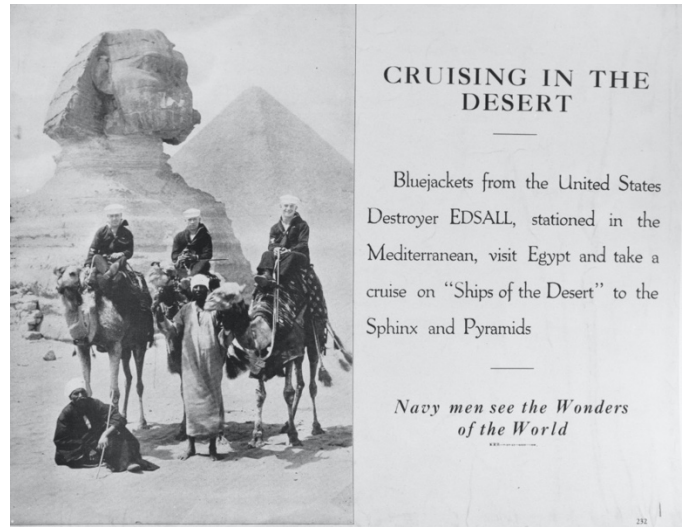 CRUISING IN THE
DESERT
Bluejackets from the United States
Destroyer EDSALL, stationed in the
Mediterranean, visit Egypt and take a
cruise on “Ships of the Desert” to the
Sphinx and Pyramids
Navy men see the Wonders
of the World
232